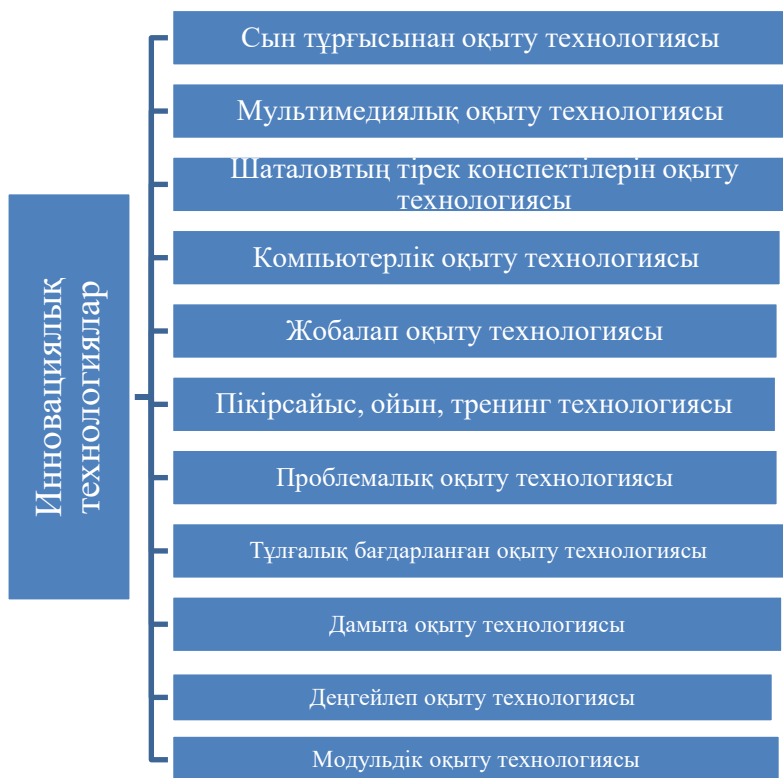 Инновациялық
технологиялар
Сын тұрғысынан оқыту технологиясы
Мультимедиялық оқыту технологиясы
Шаталовтың тірек конспектілерін оқыту
технологиясы
Компьютерлік оқыту технологиясы
Жобалап оқыту технологиясы
Пікірсайыс, ойын, тренинг технологиясы
Проблемалық оқыту технологиясы
Тұлғалық бағдарланған оқыту технологиясы
Дамыта оқыту технологиясы
Деңгейлеп оқыту технологиясы
Модульдік оқыту технологиясы